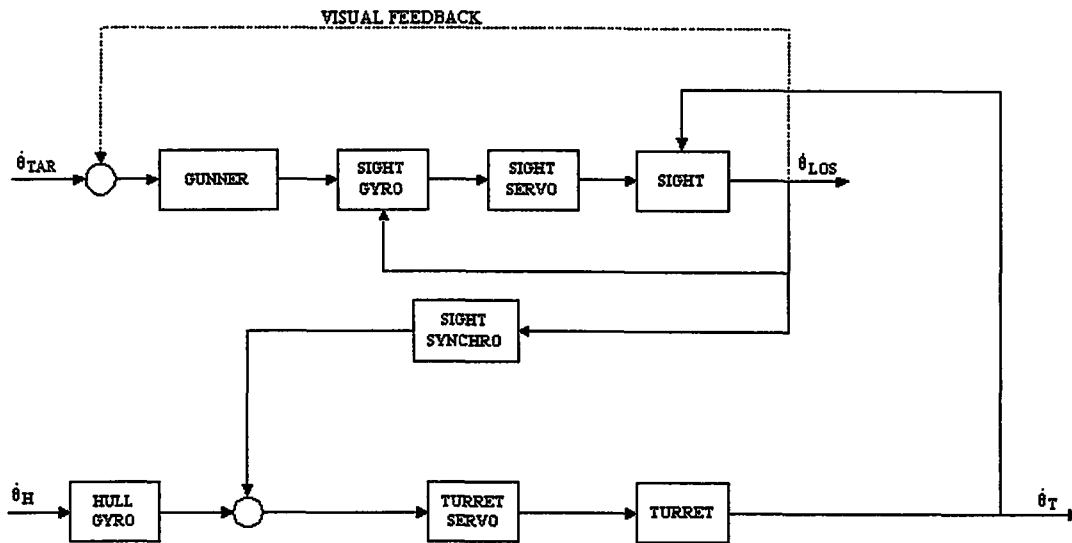 VISUAL FEEDBACK
θ̇TAR
GUNNER
SIGHT
GYRO
SIGHT
SERVO
SIGHT
θ̇LOS
SIGHT
SYNCHRO
θ̇H
HULL
GYRO
TURRET
SERVO
TURRET
θ̇T